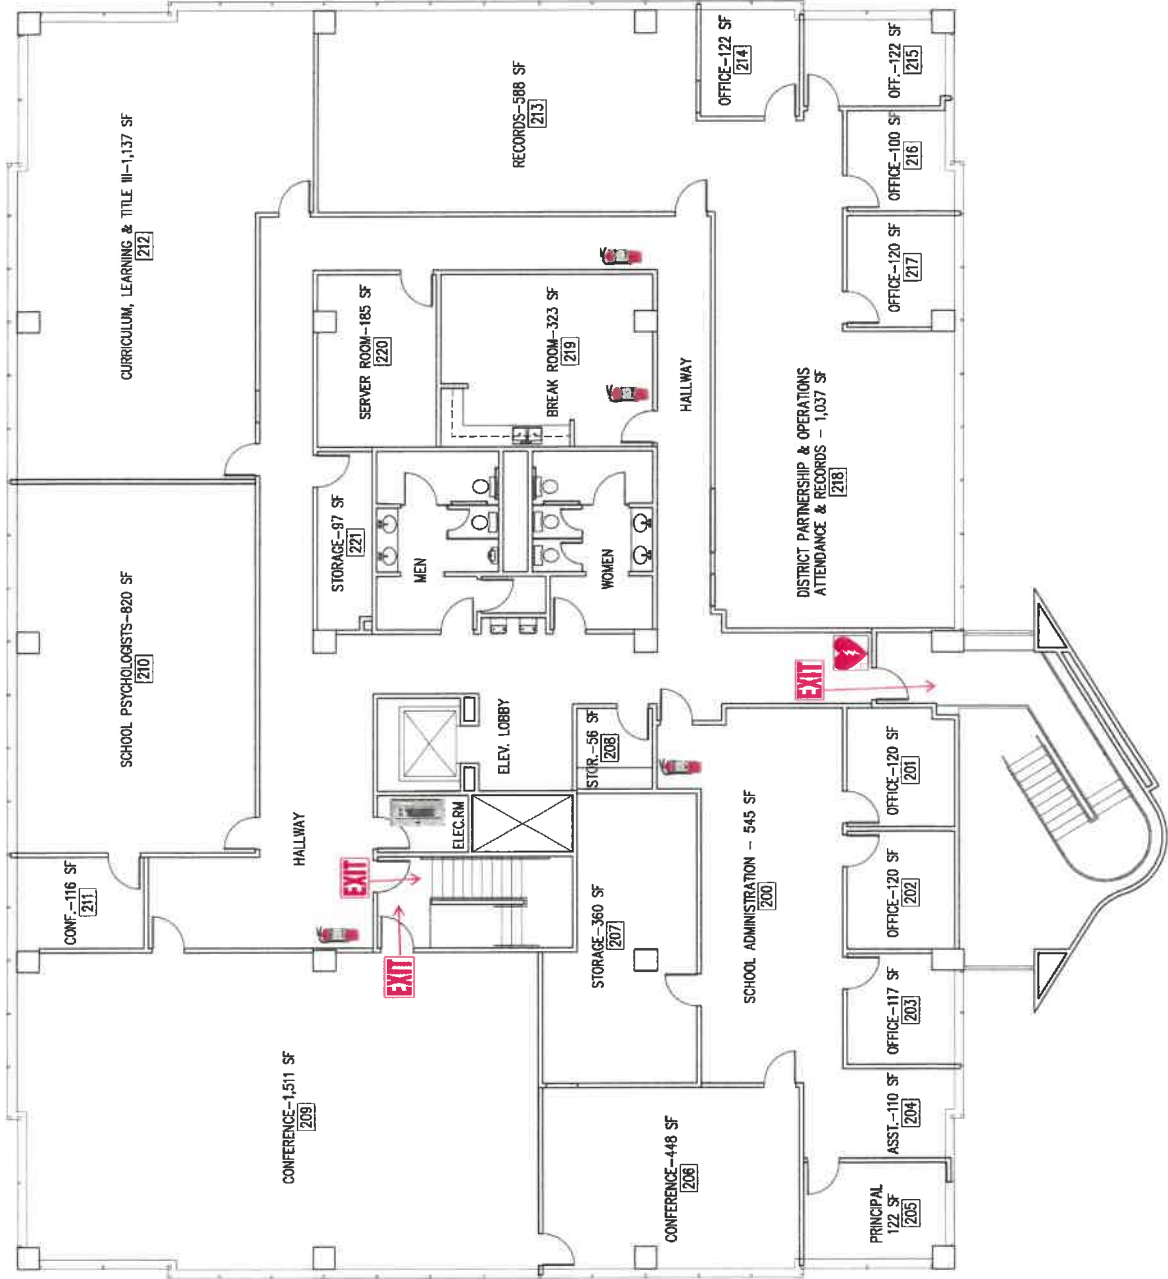 CURRICULUM, LEARNING & TITLE III-1,137 SF
212
RECORDS-588 SF
213
OFFICE-122 SF
214
OFF.-122 SF
215
OFFICE-100 SF
216
OFFICE-120 SF
217
SERVER ROOM-185 SF
220
BREAK ROOM-323 SF
219
HALLWAY
DISTRICT PARTNERSHIP & OPERATIONS
ATTENDANCE & RECORDS - 1,037 SF
218
SCHOOL PSYCHOLOGISTS-820 SF
210
STORAGE-97 SF
221
MEN
WOMEN
ELEV. LOBBY
STOR.-56 SF
208
EXIT
HALLWAY
ELEC.RM
EXIT
EXIT
CONF.-116 SF
211
STORAGE-360 SF
207
SCHOOL ADMINISTRATION - 545 SF
200
OFFICE-120 SF
201
OFFICE-120 SF
202
OFFICE-117 SF
203
ASST.-110 SF
204
PRINCIPAL
122 SF
205
CONFERENCE-1,511 SF
209
CONFERENCE-448 SF
206